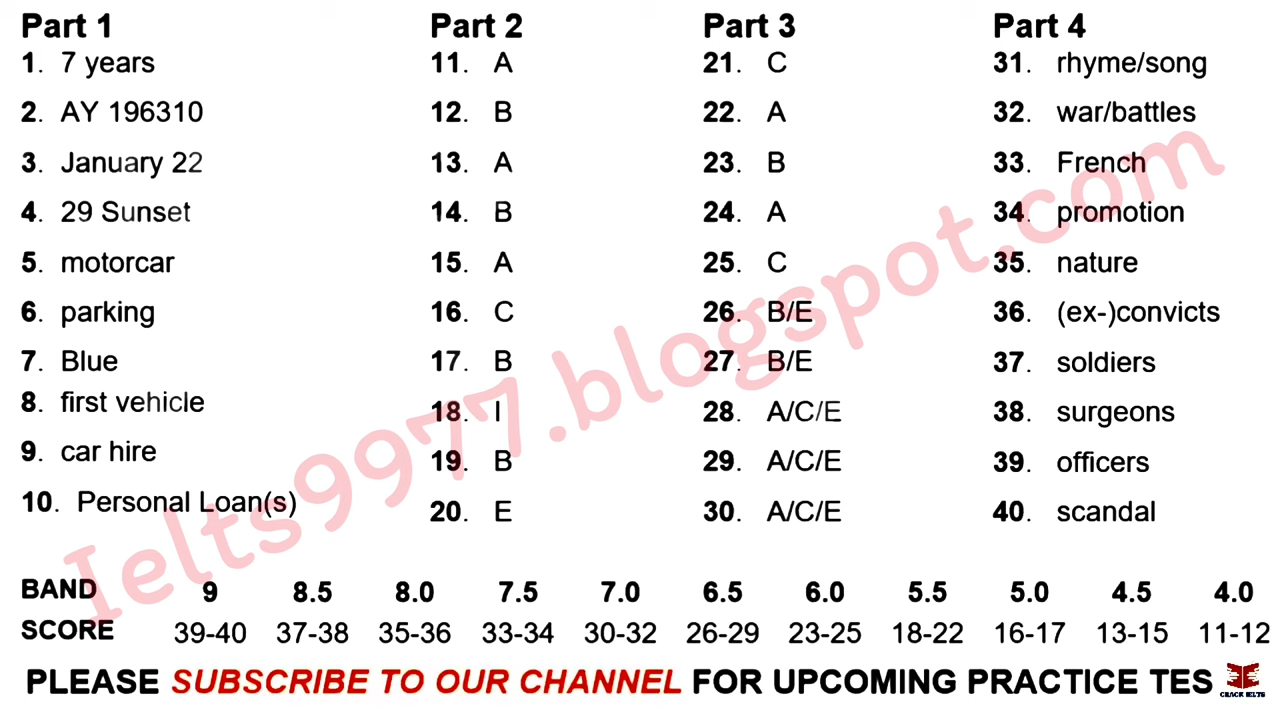 Part 1
1. 7 years
2. AY 196310
3. January 22
4. 29 Sunset
5. motorcar
6. parking
7. Blue
8. first vehicle
9. car hire
10. Personal Loan(s)
Part 2
11. A
12. B
13. A
14. B
15. A
16. C
17. B
18. I
19. B
20. E
Part 3
21. C
22. A
23. B
24. A
25. C
26. B/E
27. B/E
28. A/C/E
29. A/C/E
30. A/C/E
Part 4
31. rhyme/song
32. war/battles
33. French
34. promotion
35. nature
36. (ex-)convicts
37. soldiers
38. surgeons
39. officers
40. scandal
Ielts9977.blogspot.com
BAND 9 8.5 8.0 7.5 7.0 6.5 6.0 5.5 5.0 4.5 4.0
SCORE 39-40 37-38 35-36 33-34 30-32 26-29 23-25 18-22 16-17 13-15 11-12
PLEASE SUBSCRIBE TO OUR CHANNEL FOR UPCOMING PRACTICE TES
CRACK IELTS